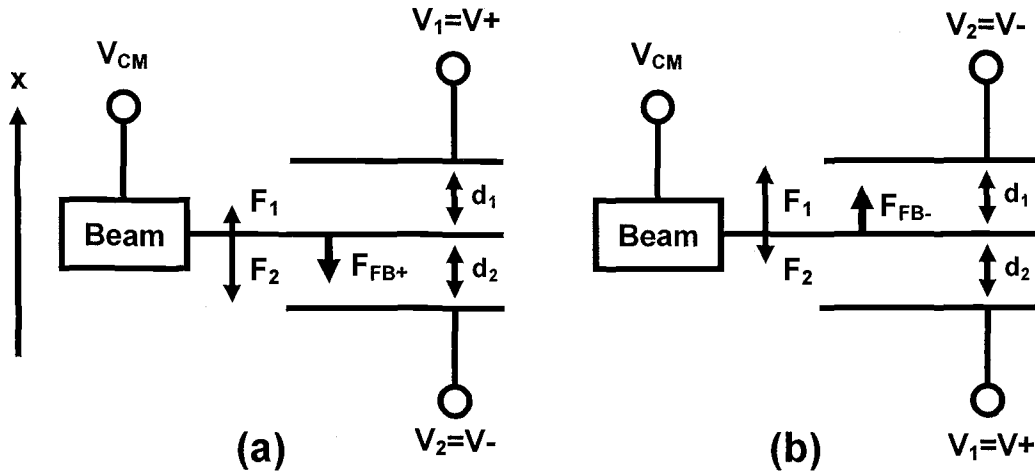 V1=V+
VCM
x
F1
d1
Beam
F2
FFB+
d2
V2=V-
(a)
V2=V-
VCM
F1
FFB-
d1
Beam
F2
d2
V1=V+
(b)